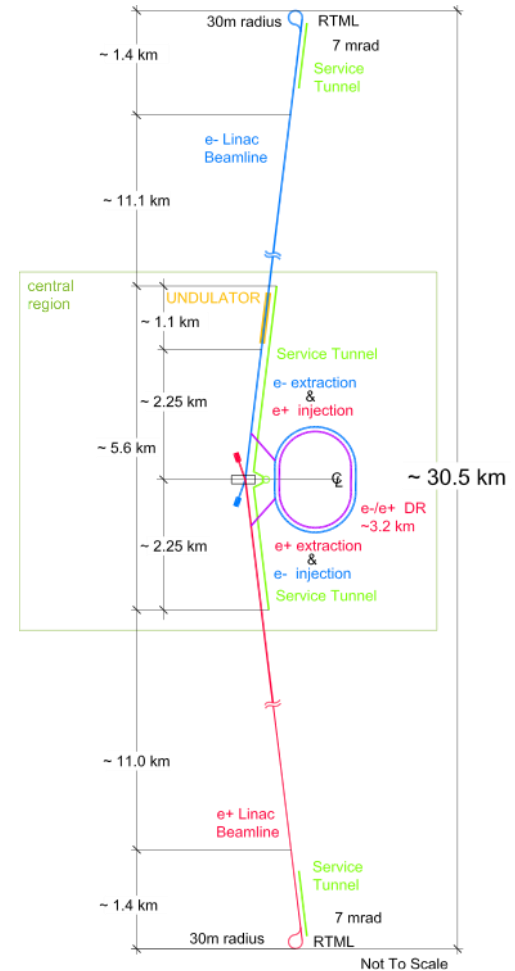 30m radius
RTML
7 mrad
~ 1.4 km
Service
Tunnel
e- Linac
Beamline
~ 11.1 km
central
region
UNDULATOR
~ 1.1 km
Service Tunnel
e- extraction
&
e+ injection
~ 2.25 km
~ 5.6 km
~ 30.5 km
CL
e-/e+ DR
~3.2 km
~ 2.25 km
e+ extraction
&
e- injection
Service Tunnel
~ 11.0 km
e+ Linac
Beamline
Service
Tunnel
~ 1.4 km
7 mrad
30m radius
RTML
Not To Scale